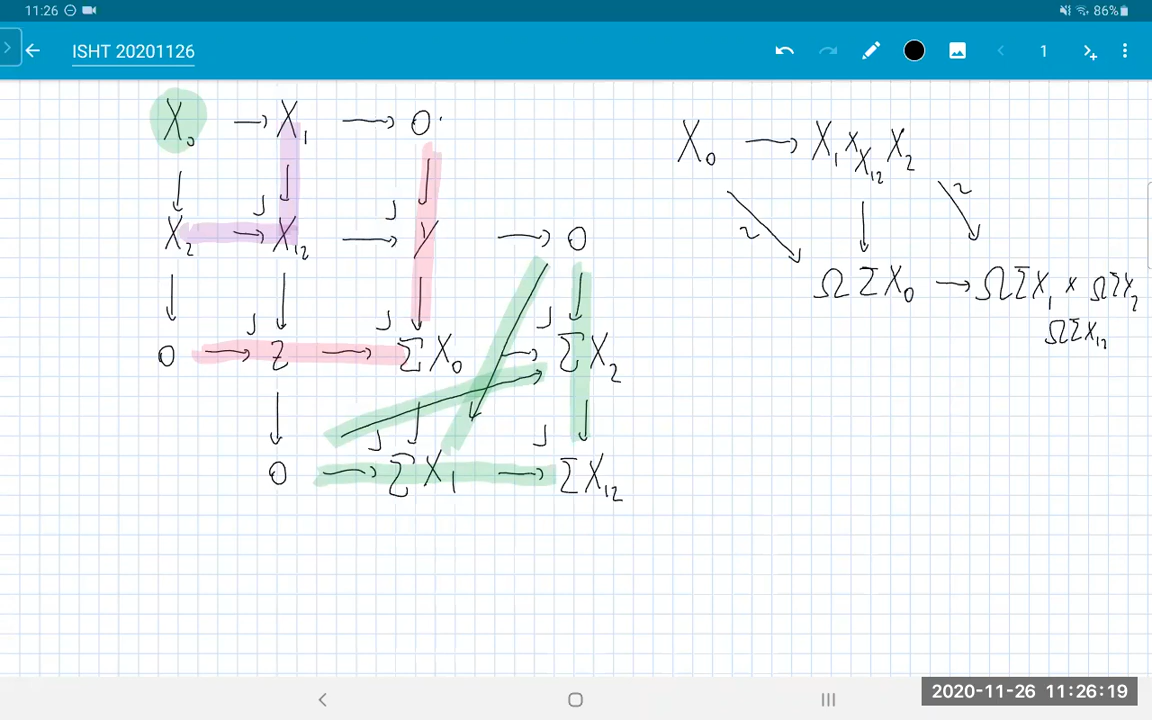 11:26 86%
ISHT 20201126 1
X₀ → X₁ → 0
X₂ → X₁₂ → Y → 0
0 → Z → ΣX₀ → ΣX₂
0 → ΣX₁ → ΣX₁₂
X₀ → X₁ ×_{X₁₂} X₂
~ ~
ΩΣX₀ → ΩΣX₁ × ΩΣX₂
ΩΣX₁₂
2020-11-26 11:26:19